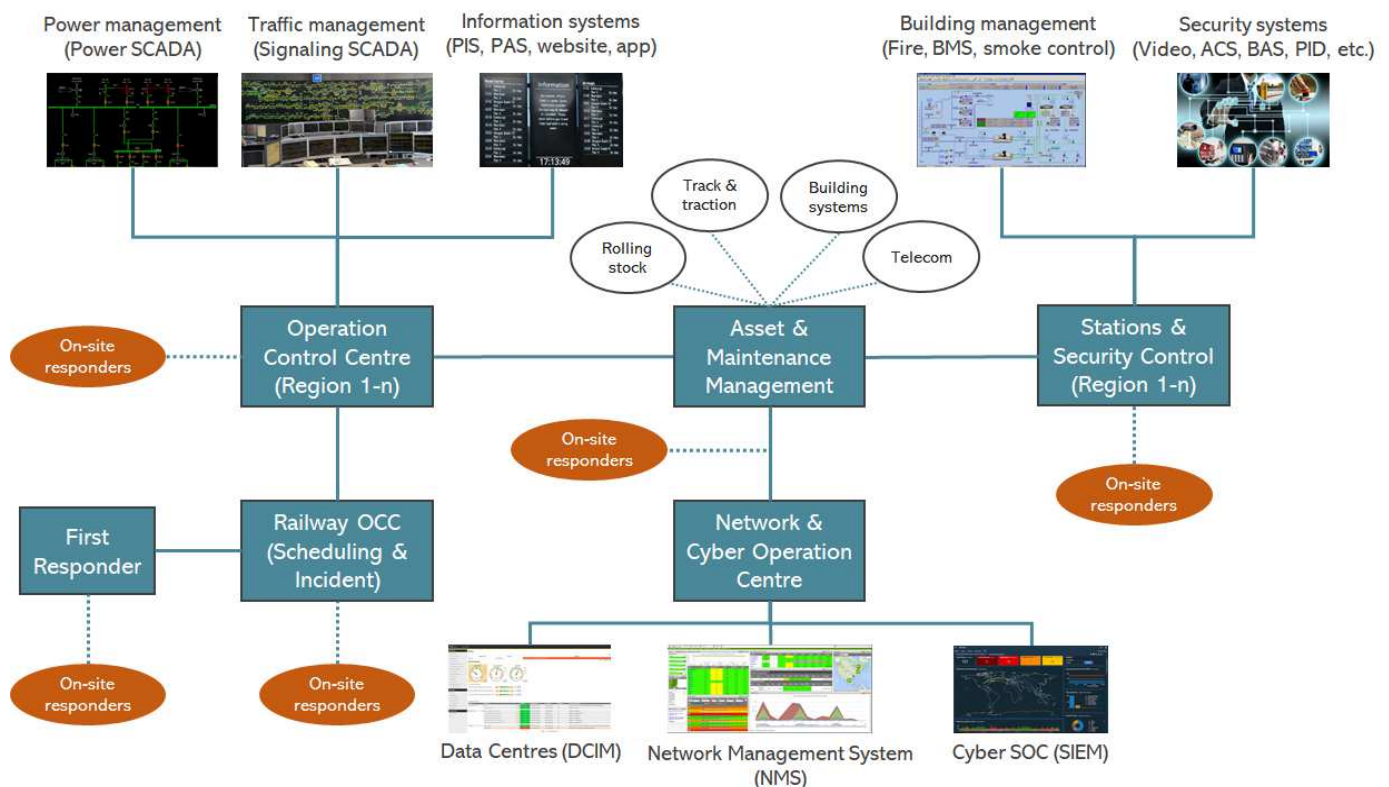 Power management
(Power SCADA)
Traffic management
(Signaling SCADA)
Information systems
(PIS, PAS, website, app)
Building management
(Fire, BMS, smoke control)
Security systems
(Video, ACS, BAS, PID, etc.)
Information
17:13:49
Rolling
stock
Track &
traction
Building
systems
Telecom
On-site
responders
Operation
Control Centre
(Region 1-n)
Asset &
Maintenance
Management
Stations &
Security Control
(Region 1-n)
On-site
responders
On-site
responders
First
Responder
Railway OCC
(Scheduling &
Incident)
Network &
Cyber Operation
Centre
On-site
responders
On-site
responders
Data Centres (DCIM)
Network Management System
(NMS)
Cyber SOC (SIEM)